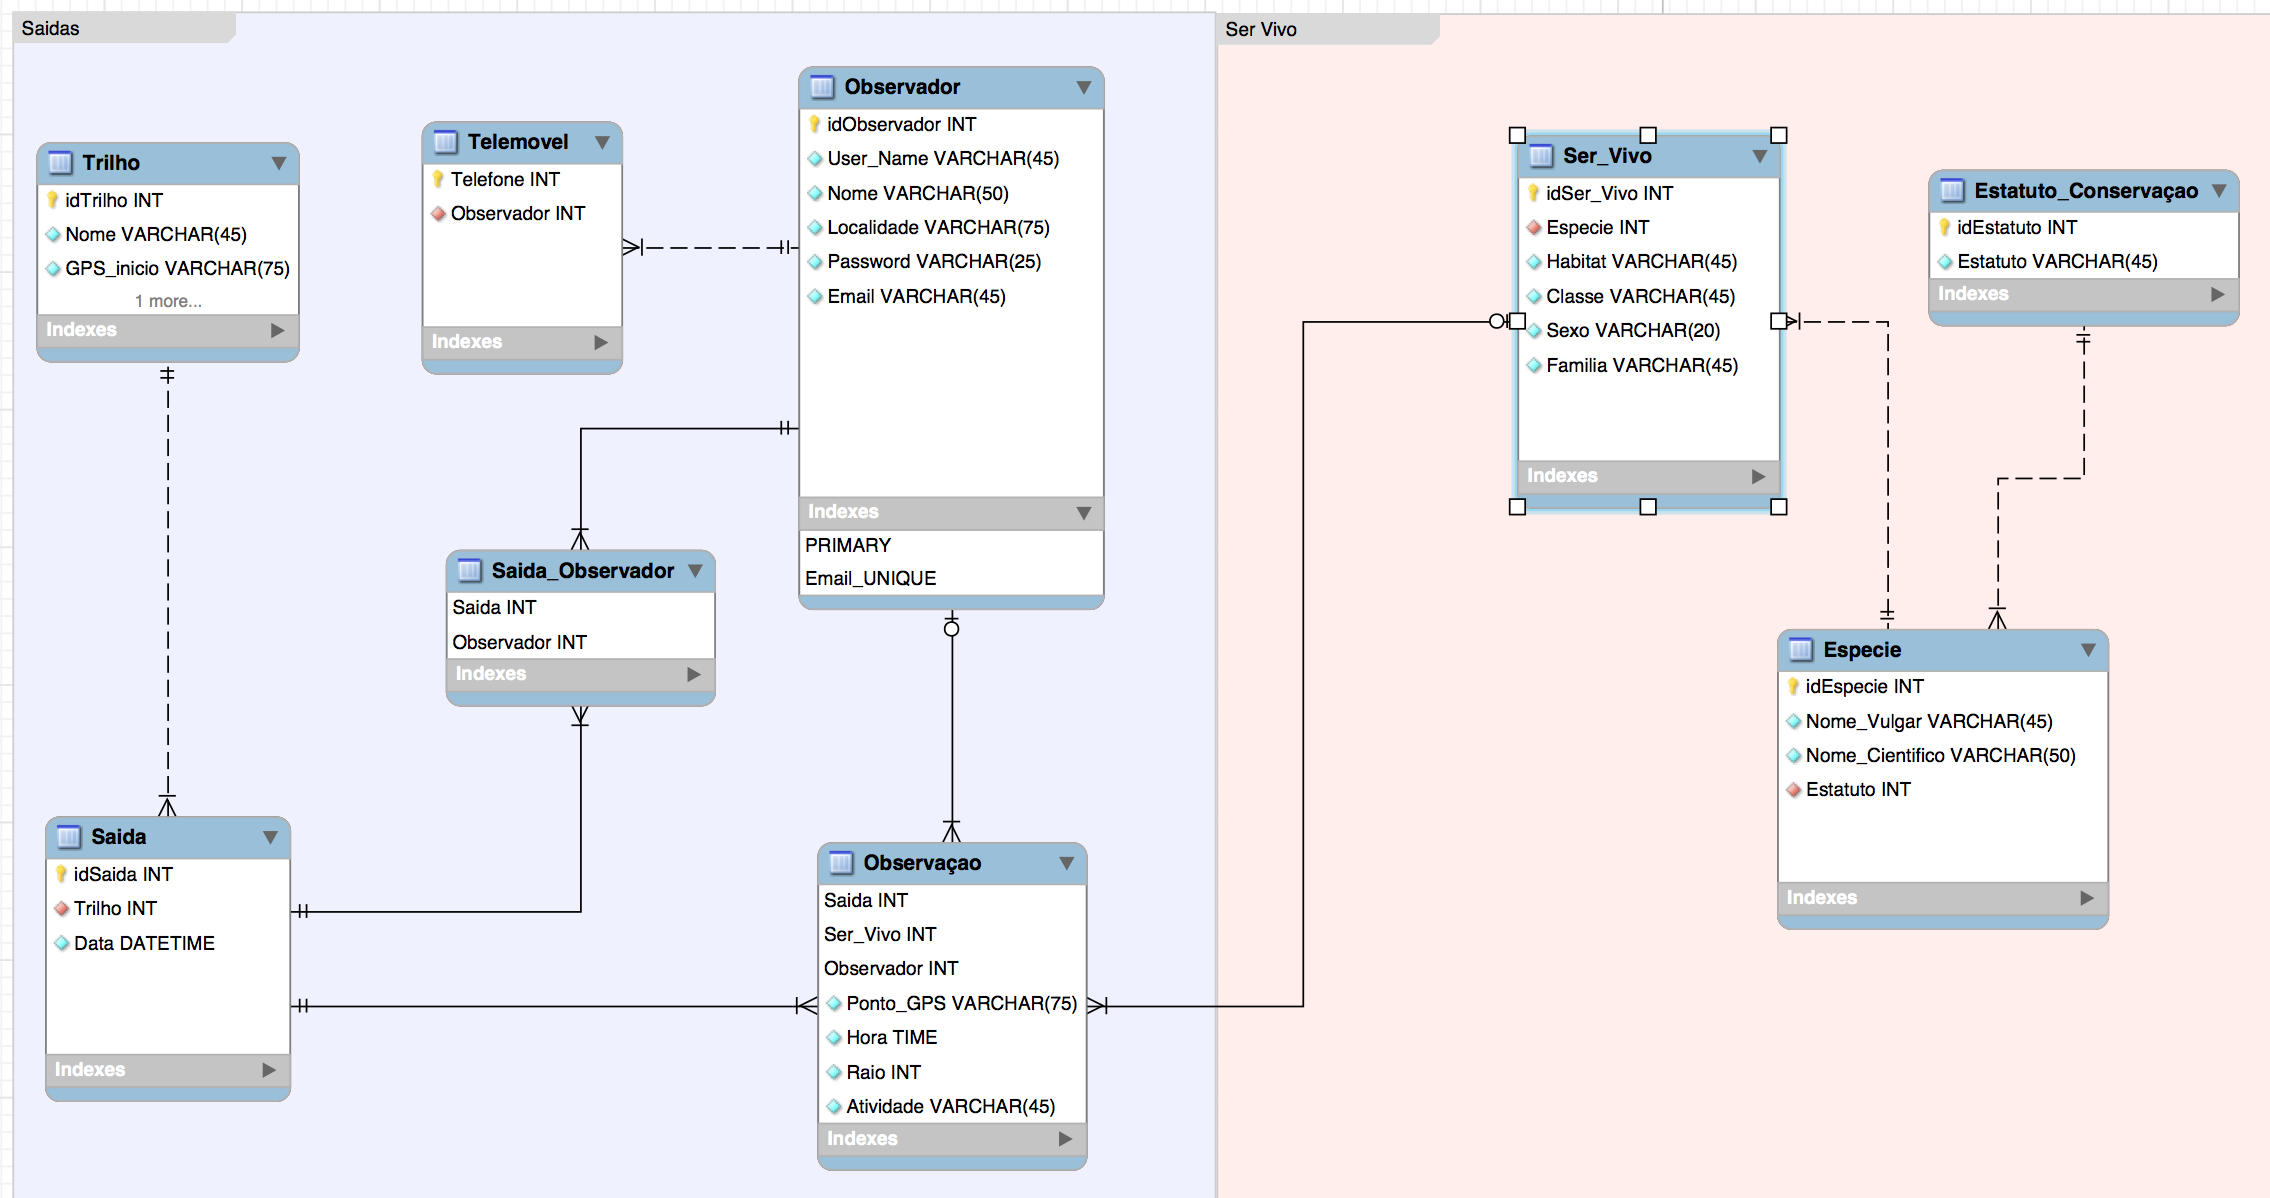 Saidas
Trilho
idTrilho INT
Nome VARCHAR(45)
GPS_inicio VARCHAR(75)
1 more...
Indexes
Telemovel
Telefone INT
Observador INT
Indexes
Observador
idObservador INT
User_Name VARCHAR(45)
Nome VARCHAR(50)
Localidade VARCHAR(75)
Password VARCHAR(25)
Email VARCHAR(45)
Indexes
PRIMARY
Email_UNIQUE
Saida_Observador
Saida INT
Observador INT
Indexes
Saida
idSaida INT
Trilho INT
Data DATETIME
Indexes
Observaçao
Saida INT
Ser_Vivo INT
Observador INT
Ponto_GPS VARCHAR(75)
Hora TIME
Raio INT
Atividade VARCHAR(45)
Indexes
Ser Vivo
Ser_Vivo
idSer_Vivo INT
Especie INT
Habitat VARCHAR(45)
Classe VARCHAR(45)
Sexo VARCHAR(20)
Familia VARCHAR(45)
Indexes
Estatuto_Conservaçao
idEstatuto INT
Estatuto VARCHAR(45)
Indexes
Especie
idEspecie INT
Nome_Vulgar VARCHAR(45)
Nome_Cientifico VARCHAR(50)
Estatuto INT
Indexes